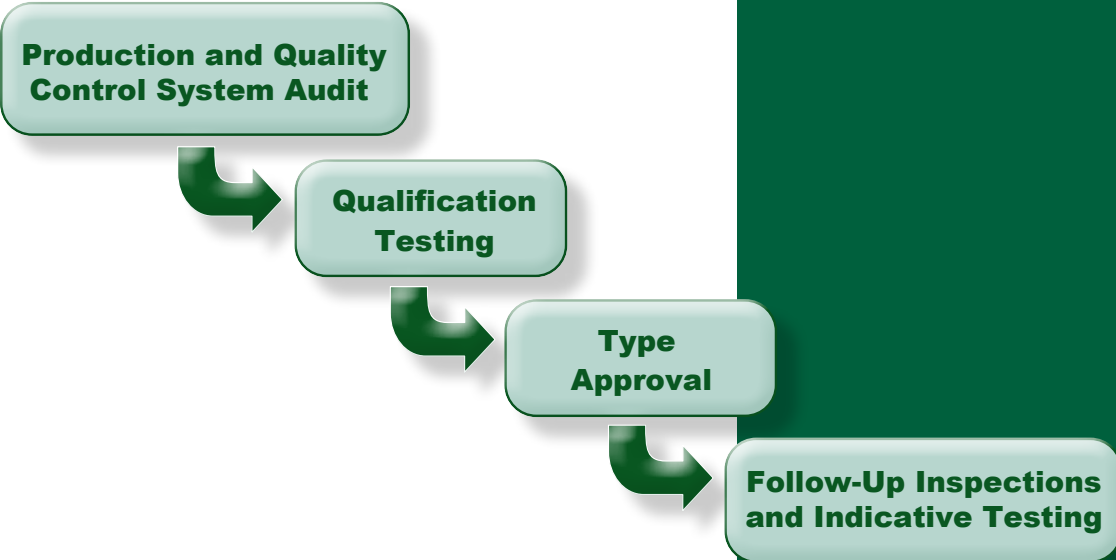 Production and Quality
Control System Audit
Qualification
Testing
Type
Approval
Follow-Up Inspections
and Indicative Testing